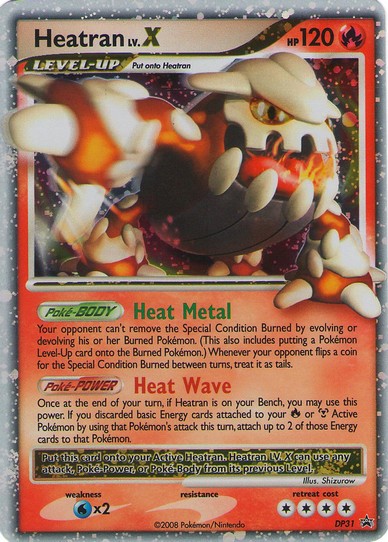 Heatran LV.X HP 120
LEVEL-UP Put onto Heatran
Poké-BODY Heat Metal
Your opponent can't remove the Special Condition Burned by evolving or
devolving his or her Burned Pokémon. (This also includes putting a Pokémon
Level-Up card onto the Burned Pokémon.) Whenever your opponent flips a coin
for the Special Condition Burned between turns, treat it as tails.
Poké-POWER Heat Wave
Once at the end of your turn, if Heatran is on your Bench, you may use this
power. If you discarded basic Energy cards attached to your or Active
Pokémon by using that Pokémon's attack this turn, attach up to 2 of those Energy
cards to that Pokémon.
Put this card onto your Active Heatran. Heatran LV. X can use any
attack, Poké-Power, or Poké-Body from its previous Level.
Illus. Shizurow
weakness resistance retreat cost
x2
©2008 Pokémon/Nintendo DP31